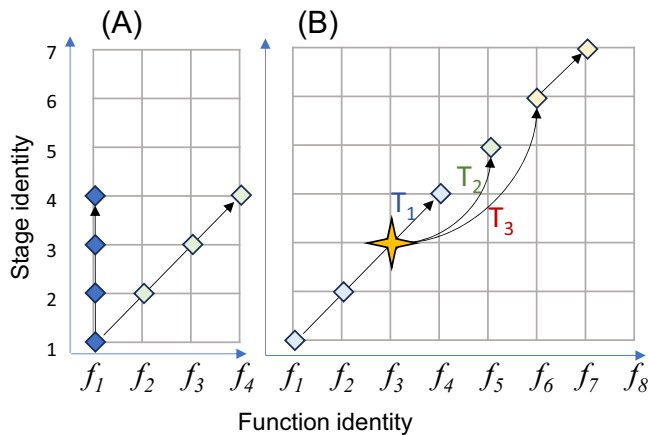 (A) (B)
7
6
5
4
3
2
1
Stage identity
T₁
T₂
T₃
f₁ f₂ f₃ f₄ f₁ f₂ f₃ f₄ f₅ f₆ f₇ f₈
Function identity